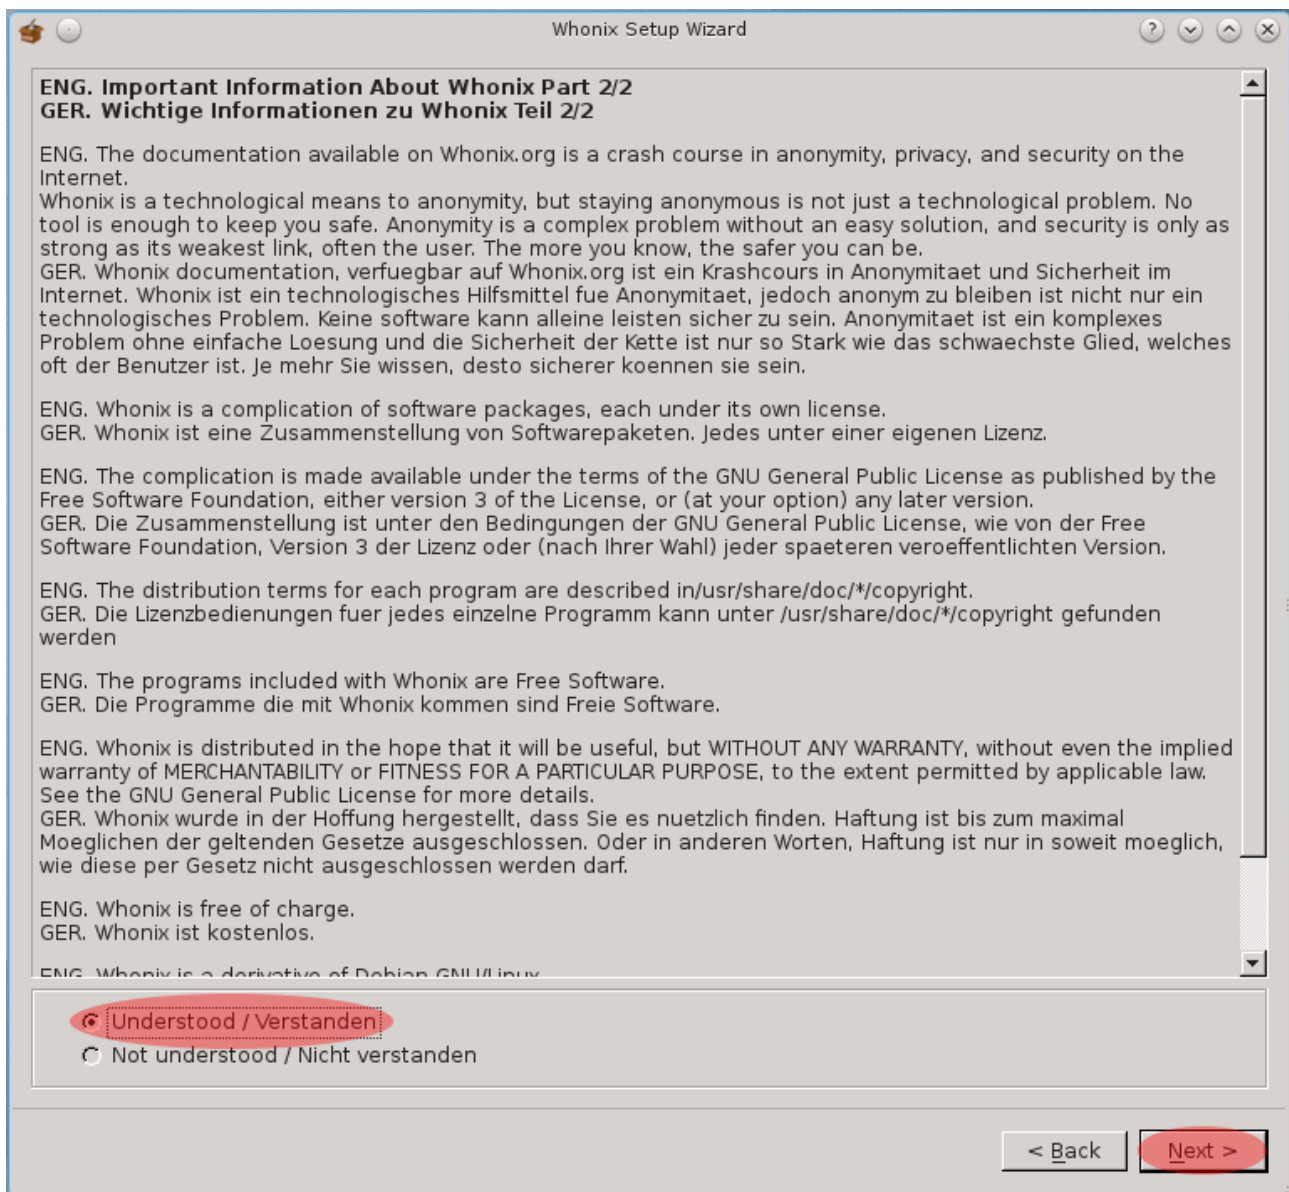 Whonix Setup Wizard
ENG. Important Information About Whonix Part 2/2
GER. Wichtige Informationen zu Whonix Teil 2/2
ENG. The documentation available on Whonix.org is a crash course in anonymity, privacy, and security on the
Internet.
Whonix is a technological means to anonymity, but staying anonymous is not just a technological problem. No
tool is enough to keep you safe. Anonymity is a complex problem without an easy solution, and security is only as
strong as its weakest link, often the user. The more you know, the safer you can be.
GER. Whonix documentation, verfuegbar auf Whonix.org ist ein Krashcours in Anonymitaet und Sicherheit im
Internet. Whonix ist ein technologisches Hilfsmittel fue Anonymitaet, jedoch anonym zu bleiben ist nicht nur ein
technologisches Problem. Keine software kann alleine leisten sicher zu sein. Anonymitaet ist ein komplexes
Problem ohne einfache Loesung und die Sicherheit der Kette ist nur so Stark wie das schwaechste Glied, welches
oft der Benutzer ist. Je mehr Sie wissen, desto sicherer koennen sie sein.
ENG. Whonix is a complication of software packages, each under its own license.
GER. Whonix ist eine Zusammenstellung von Softwarepaketen. Jedes unter einer eigenen Lizenz.
ENG. The complication is made available under the terms of the GNU General Public License as published by the
Free Software Foundation, either version 3 of the License, or (at your option) any later version.
GER. Die Zusammenstellung ist unter den Bedingungen der GNU General Public License, wie von der Free
Software Foundation, Version 3 der Lizenz oder (nach Ihrer Wahl) jeder spaeteren veroeffentlichten Version.
ENG. The distribution terms for each program are described in/usr/share/doc/*/copyright.
GER. Die Lizenzbedienungen fuer jedes einzelne Programm kann unter /usr/share/doc/*/copyright gefunden
werden
ENG. The programs included with Whonix are Free Software.
GER. Die Programme die mit Whonix kommen sind Freie Software.
ENG. Whonix is distributed in the hope that it will be useful, but WITHOUT ANY WARRANTY, without even the implied
warranty of MERCHANTABILITY or FITNESS FOR A PARTICULAR PURPOSE, to the extent permitted by applicable law.
See the GNU General Public License for more details.
GER. Whonix wurde in der Hoffung hergestellt, dass Sie es nuetzlich finden. Haftung ist bis zum maximal
Moeglichen der geltenden Gesetze ausgeschlossen. Oder in anderen Worten, Haftung ist nur in soweit moeglich,
wie diese per Gesetz nicht ausgeschlossen werden darf.
ENG. Whonix is free of charge.
GER. Whonix ist kostenlos.
ENG. Whonix is a derivative of Debian GNU/Linux
Understood / Verstanden
Not understood / Nicht verstanden
< Back
Next >